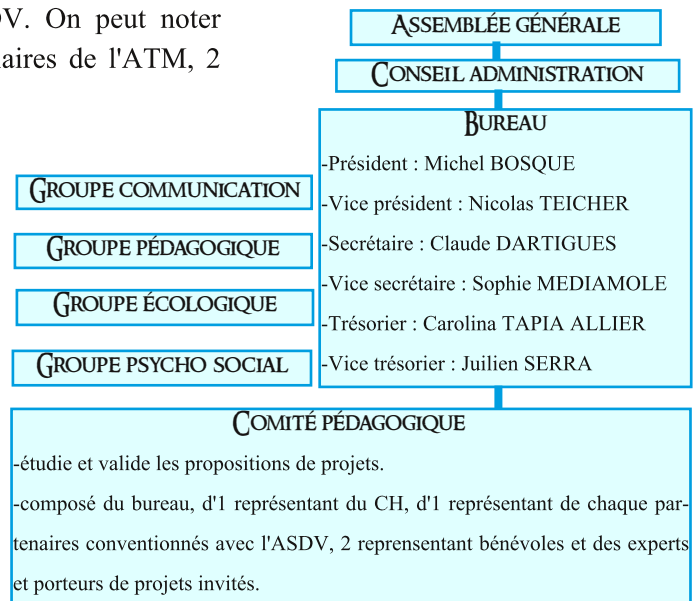 DV. On peut noter
naires de l'ATM, 2
ASSEMBLÉE GÉNÉRALE
CONSEIL ADMINISTRATION
BUREAU
-Président : Michel BOSQUE
-Vice président : Nicolas TEICHER
-Secrétaire : Claude DARTIGUES
-Vice secrétaire : Sophie MEDIAMOLE
-Trésorier : Carolina TAPIA ALLIER
-Vice trésorier : Juilien SERRA
GROUPE COMMUNICATION
GROUPE PÉDAGOGIQUE
GROUPE ÉCOLOGIQUE
GROUPE PSYCHO SOCIAL
COMITÉ PÉDAGOGIQUE
-étudie et valide les propositions de projets.
-composé du bureau, d'1 représentant du CH, d'1 représentant de chaque par-
tenaires conventionnés avec l'ASDV, 2 reprensentant bénévoles et des experts
et porteurs de projets invités.